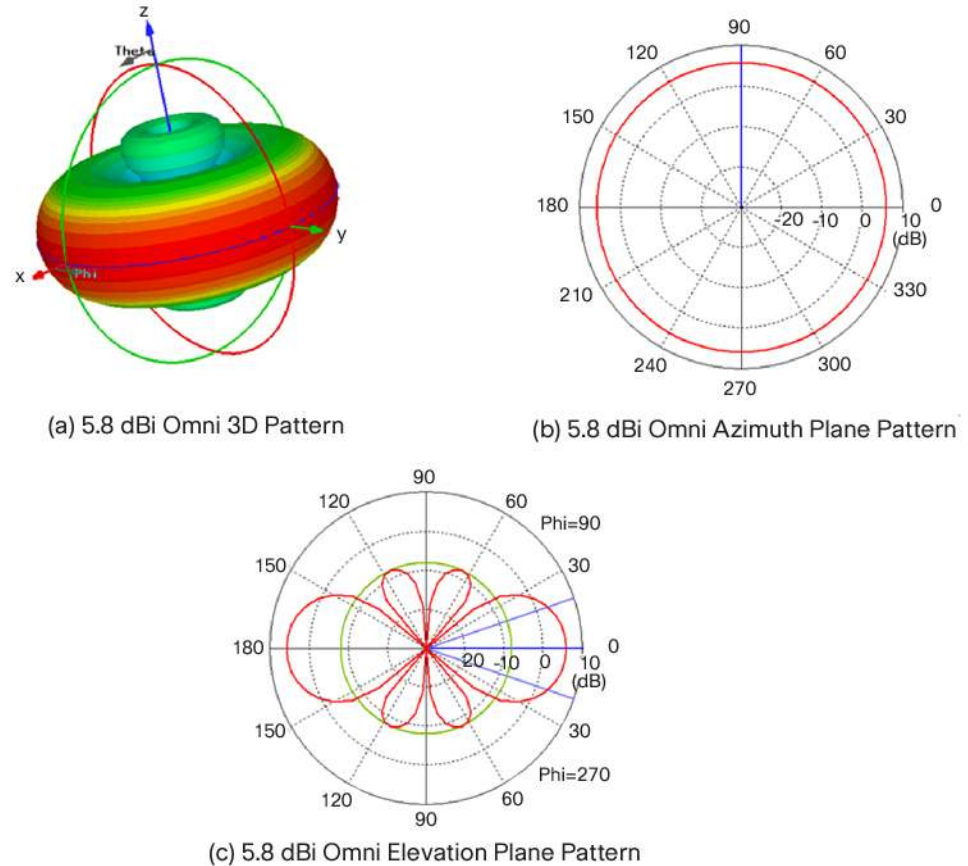 z
Theta
y
x
Phi
(a) 5.8 dBi Omni 3D Pattern
90
120 60
150 30
180 -20 -10 0 10 0
(dB)
210 330
240 300
270
(b) 5.8 dBi Omni Azimuth Plane Pattern
90
120 60
Phi=90
150 30
180 20 -10 0 10 0
(dB)
150 30
Phi=270
120 60
90
(c) 5.8 dBi Omni Elevation Plane Pattern